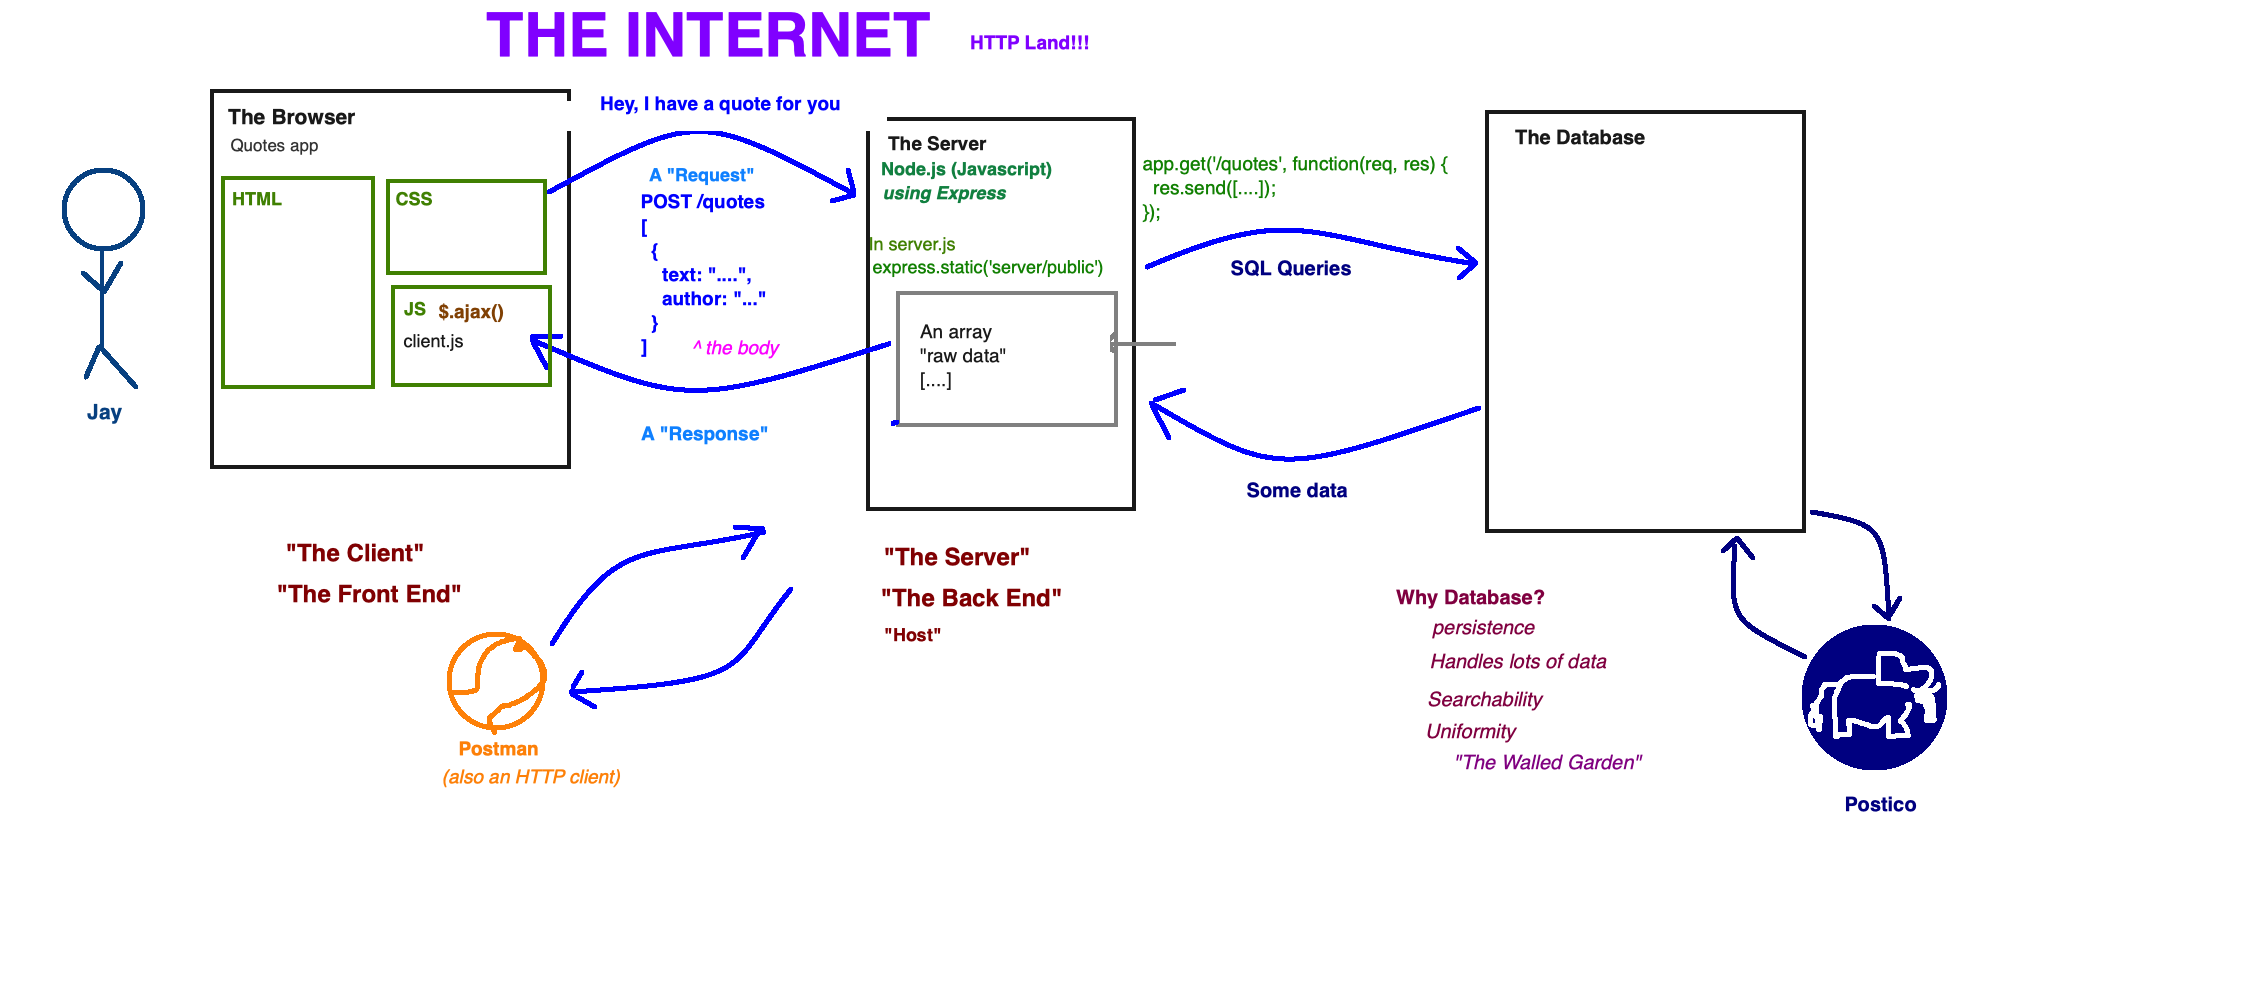 THE INTERNET
HTTP Land!!!
The Browser
Quotes app
HTML
CSS
JS $.ajax()
client.js
Jay
Hey, I have a quote for you
A "Request"
POST /quotes
[
{
text: "....",
author: "..."
}
]
^ the body
A "Response"
The Server
Node.js (Javascript)
using Express
In server.js
express.static('server/public')
An array
"raw data"
[....]
app.get('/quotes', function(req, res) {
res.send([....]);
});
SQL Queries
Some data
The Database
"The Client"
"The Front End"
"The Server"
"The Back End"
"Host"
Postman
(also an HTTP client)
Why Database?
persistence
Handles lots of data
Searchability
Uniformity
"The Walled Garden"
Postico